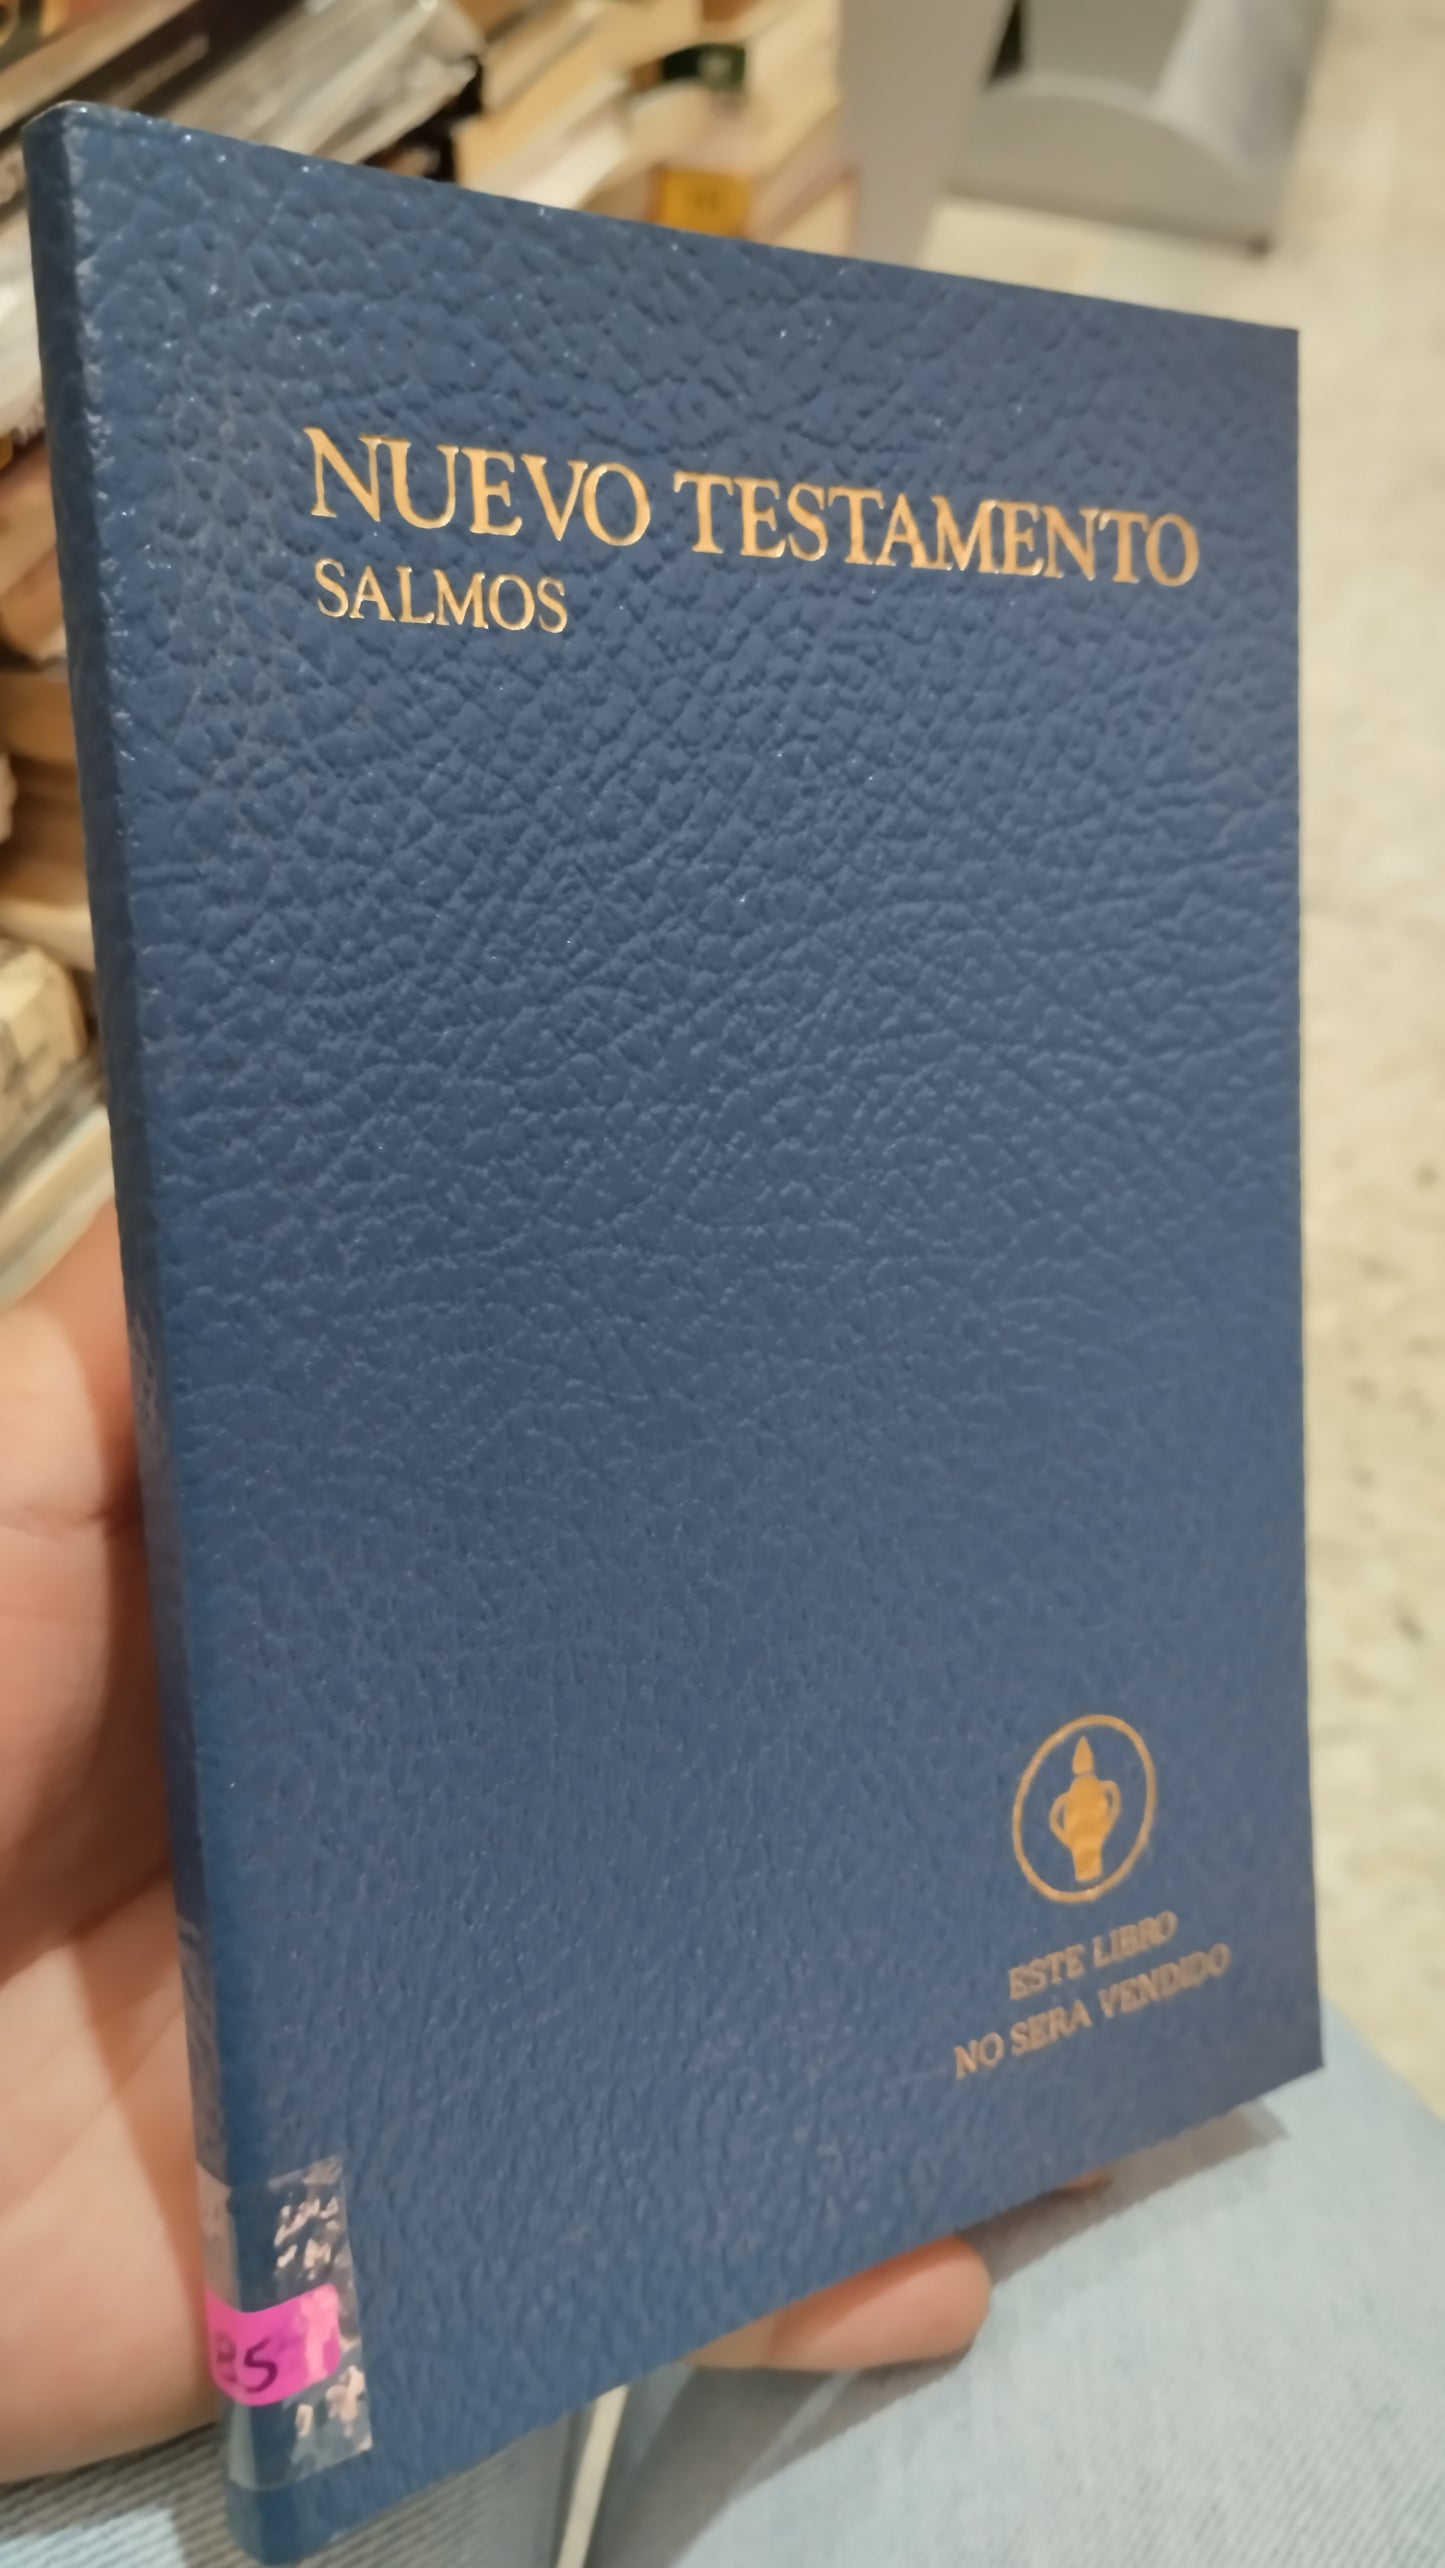 NUEVO TESTAMENTO
SALMOS
ESTE LIBRO
NO SERA VENDIDO